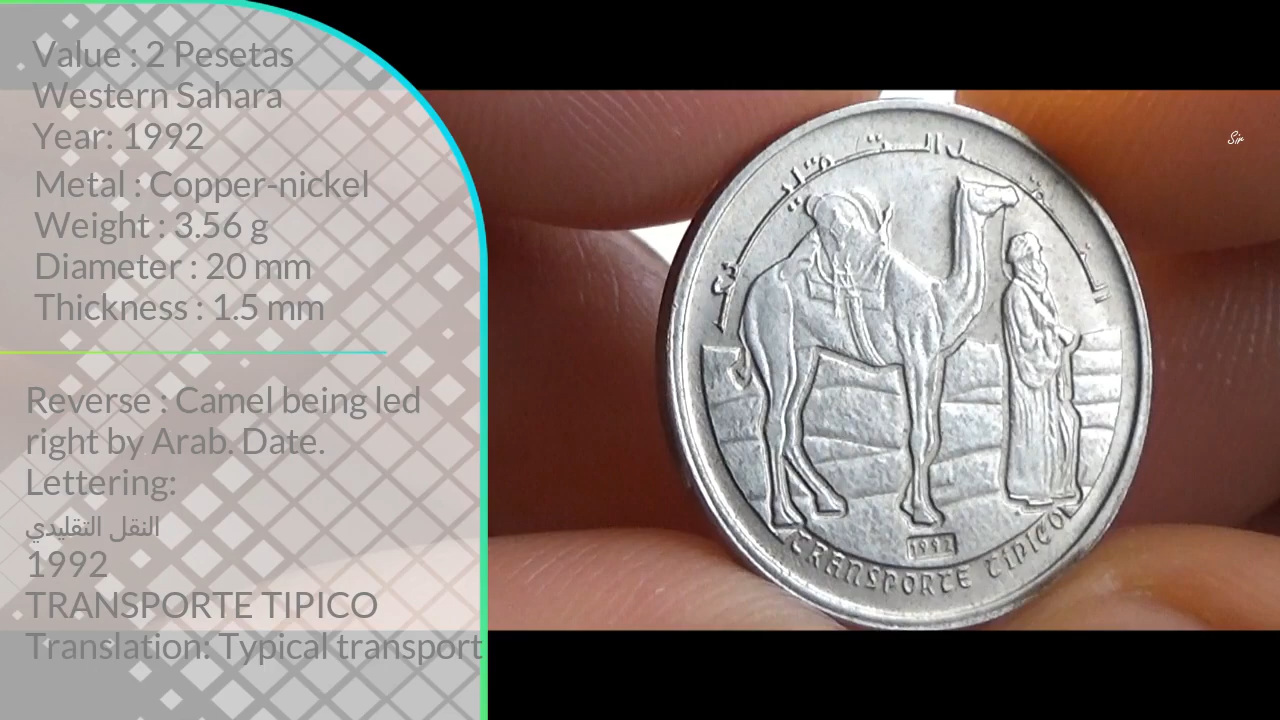 Value : 2 Pesetas
Western Sahara
Year: 1992
Metal : Copper-nickel
Weight : 3.56 g
Diameter : 20 mm
Thickness : 1.5 mm
Reverse : Camel being led
right by Arab. Date.
Lettering:
النقل التقليدي
1992
TRANSPORTE TIPICO
Translation: Typical transport
Sir
1992
TRANSPORTE TIPICO